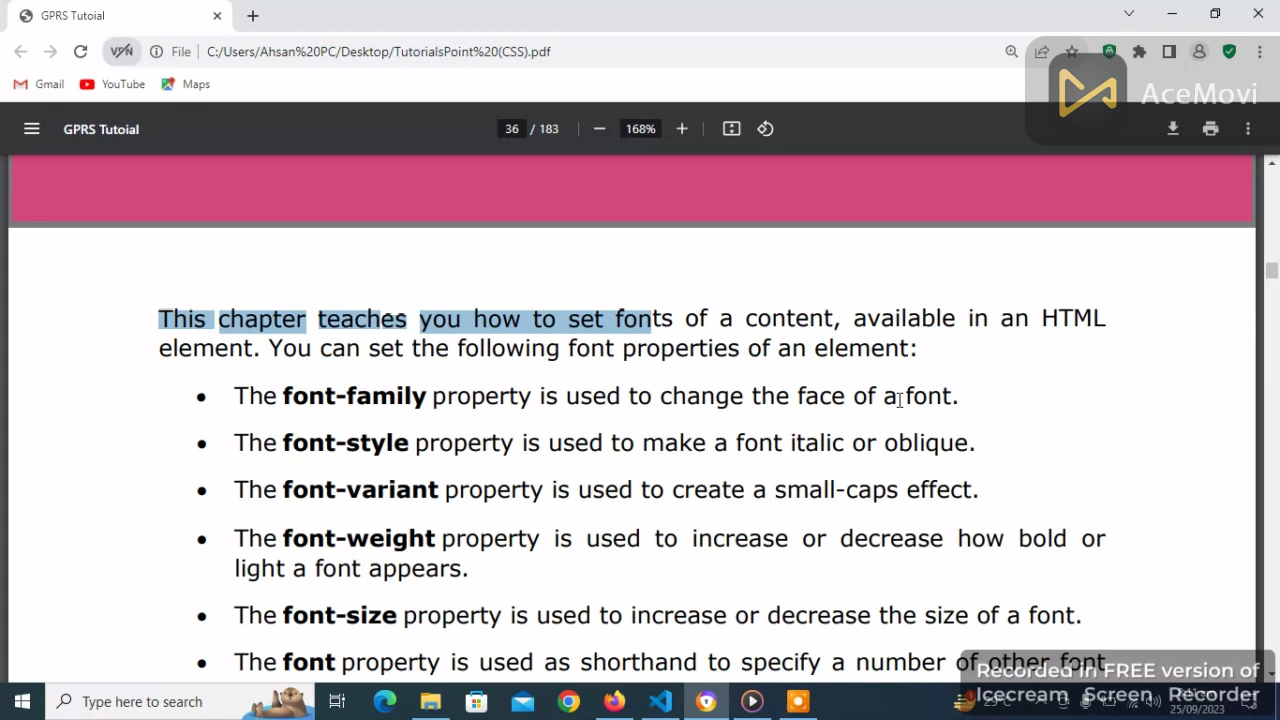 GPRS Tutoial
File C:/Users/Ahsan%20PC/Desktop/TutorialsPoint%20(CSS).pdf
Gmail YouTube Maps
AceMovi
GPRS Tutoial 36 / 183 168%
This chapter teaches you how to set fonts of a content, available in an HTML
element. You can set the following font properties of an element:
• The font-family property is used to change the face of a font.
• The font-style property is used to make a font italic or oblique.
• The font-variant property is used to create a small-caps effect.
• The font-weight property is used to increase or decrease how bold or
light a font appears.
• The font-size property is used to increase or decrease the size of a font.
• The font property is used as shorthand to specify a number of other font
Recorded in FREE version of
Icecream Screen Recorder
Type here to search
25/09/2023